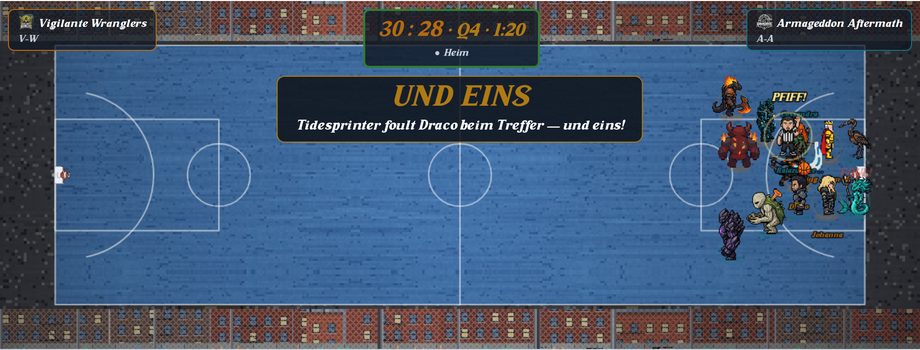 Vigilante Wranglers
V-W
30 : 28 · Q4 · 1:20
• Heim
Armageddon Aftermath
A-A
UND EINS
Tidesprinter foult Draco beim Treffer — und eins!
PFIFF!
Johanna